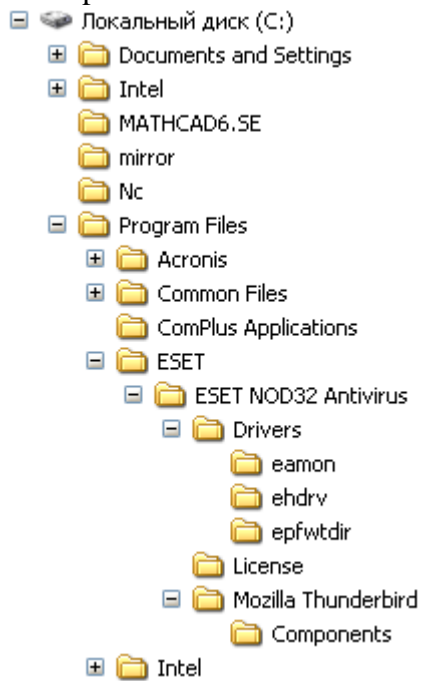 Локальный диск (C:)
Documents and Settings
Intel
MATHCAD6.SE
mirror
Nc
Program Files
Acronis
Common Files
ComPlus Applications
ESET
ESET NOD32 Antivirus
Drivers
eamon
ehdrv
epfwtdir
License
Mozilla Thunderbird
Components
Intel